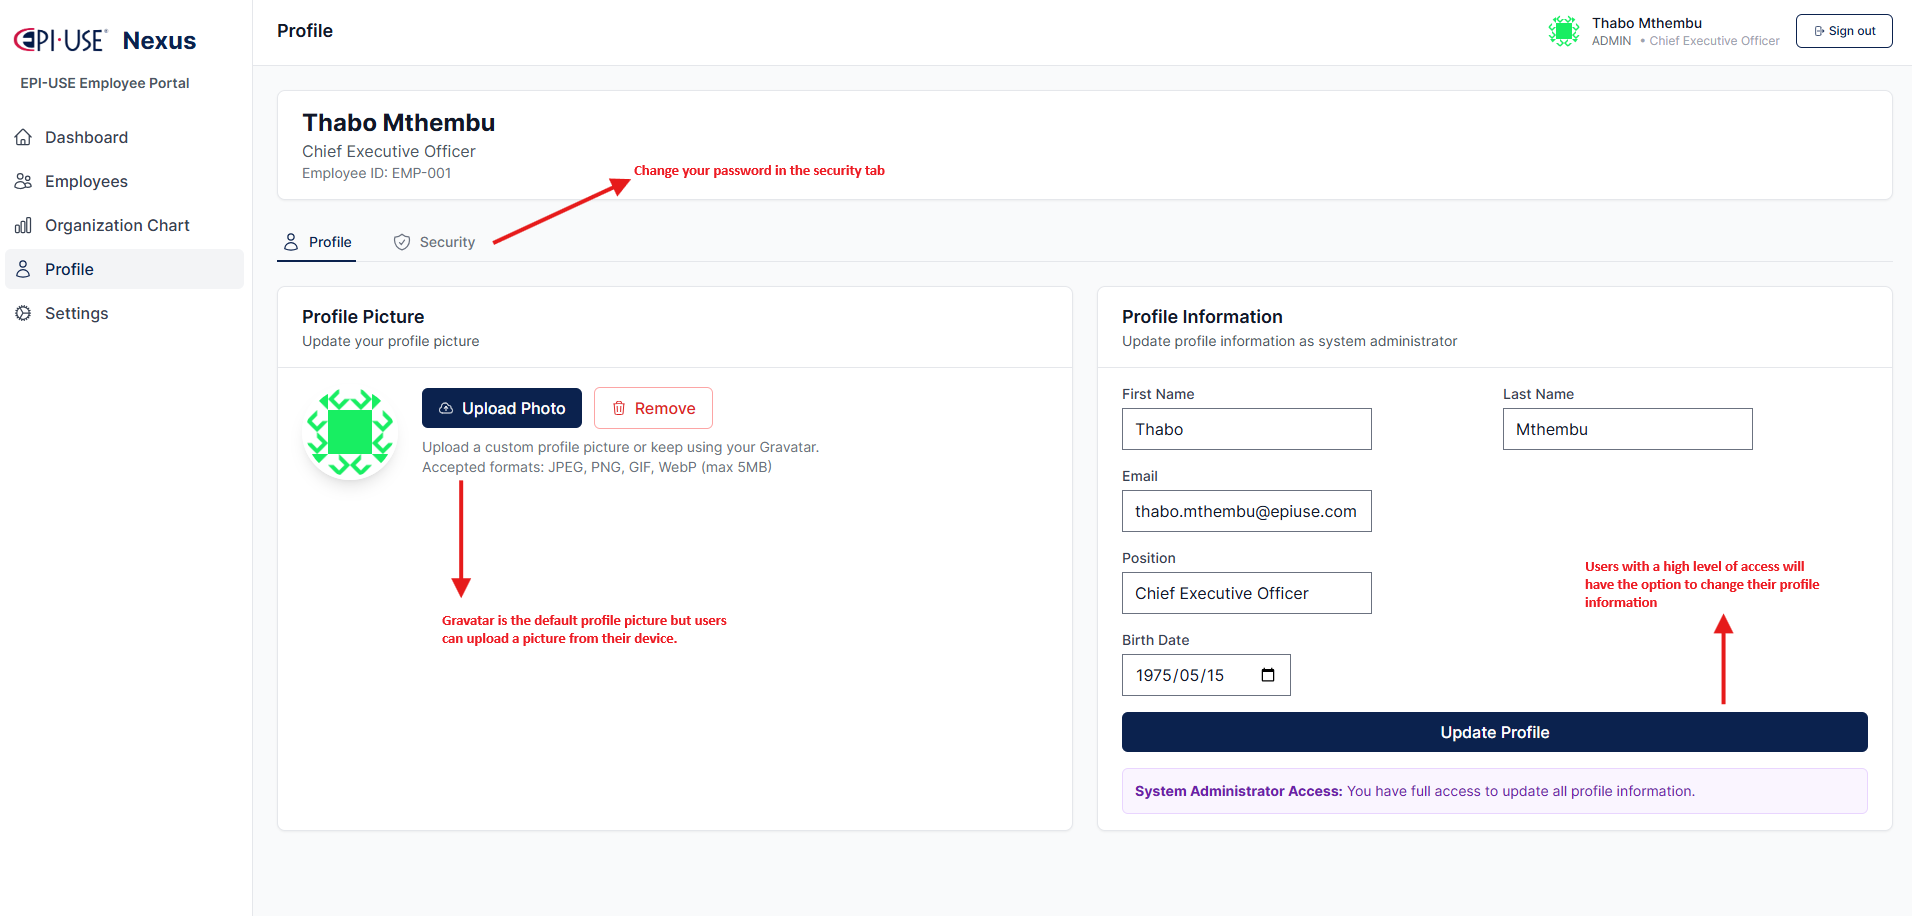 EPI·USE® Nexus
EPI-USE Employee Portal
Dashboard
Employees
Organization Chart
Profile
Settings
Profile
Thabo Mthembu
ADMIN • Chief Executive Officer
Sign out
Thabo Mthembu
Chief Executive Officer
Employee ID: EMP-001
Change your password in the security tab
Profile
Security
Profile Picture
Update your profile picture
Upload Photo
Remove
Upload a custom profile picture or keep using your Gravatar.
Accepted formats: JPEG, PNG, GIF, WebP (max 5MB)
Gravatar is the default profile picture but users
can upload a picture from their device.
Profile Information
Update profile information as system administrator
First Name
Thabo
Last Name
Mthembu
Email
thabo.mthembu@epiuse.com
Position
Chief Executive Officer
Users with a high level of access will
have the option to change their profile
information
Birth Date
1975/05/15
Update Profile
System Administrator Access: You have full access to update all profile information.